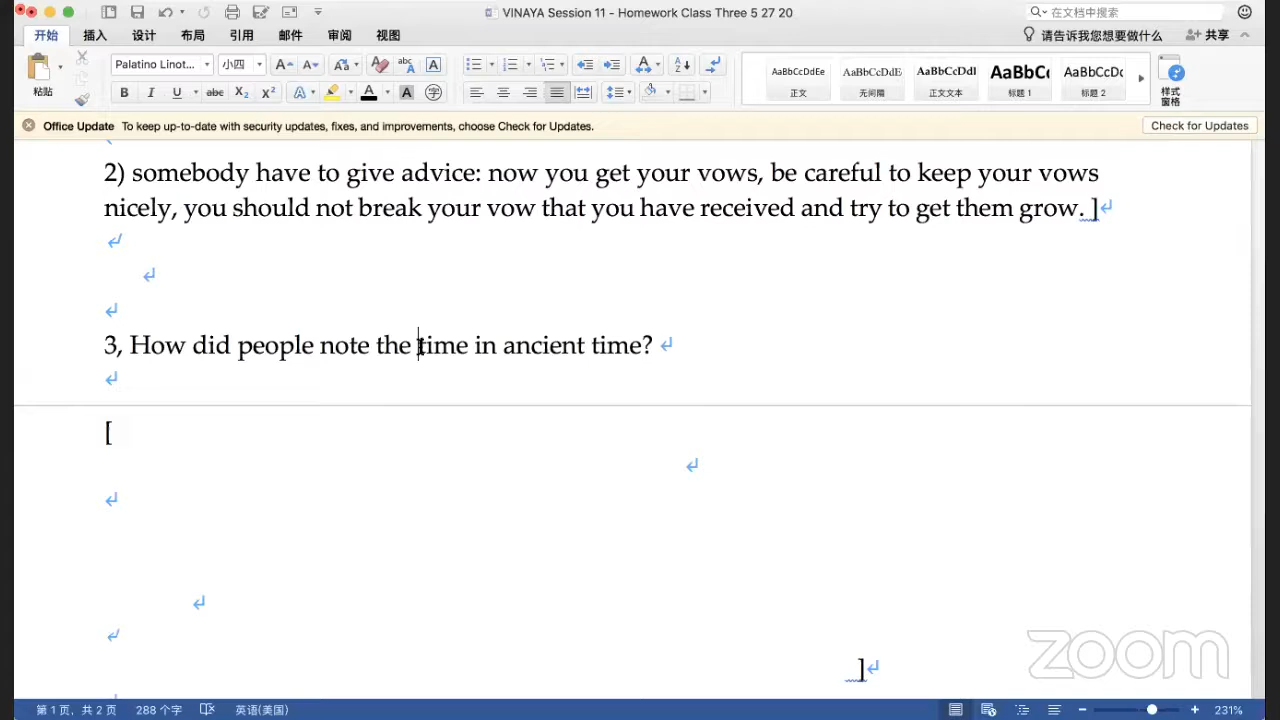 VINAYA Session 11 - Homework Class Three 5 27 20
在文档中搜索
开始 插入 设计 布局 引用 邮件 审阅 视图
请告诉我您想要做什么
共享
粘贴
Palatino Linot...
小四
AaBbCcDdEe AaBbCcDdE AaBbCcDdI AaBbC AaBbCcD
正文 无间隔 正文文本 标题 1 标题 2
样式
窗格
Office Update To keep up-to-date with security updates, fixes, and improvements, choose Check for Updates.
Check for Updates
2) somebody have to give advice: now you get your vows, be careful to keep your vows
nicely, you should not break your vow that you have received and try to get them grow. ]
3, How did people note the time in ancient time?
[
]
zoom
第 1 页, 共 2 页 288 个字 英语(美国) 231%